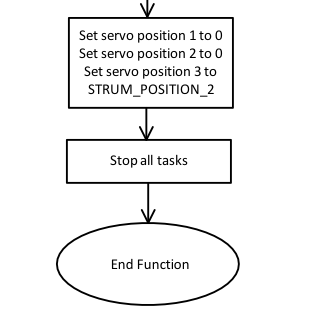 Set servo position 1 to 0
Set servo position 2 to 0
Set servo position 3 to
STRUM_POSITION_2
Stop all tasks
End Function